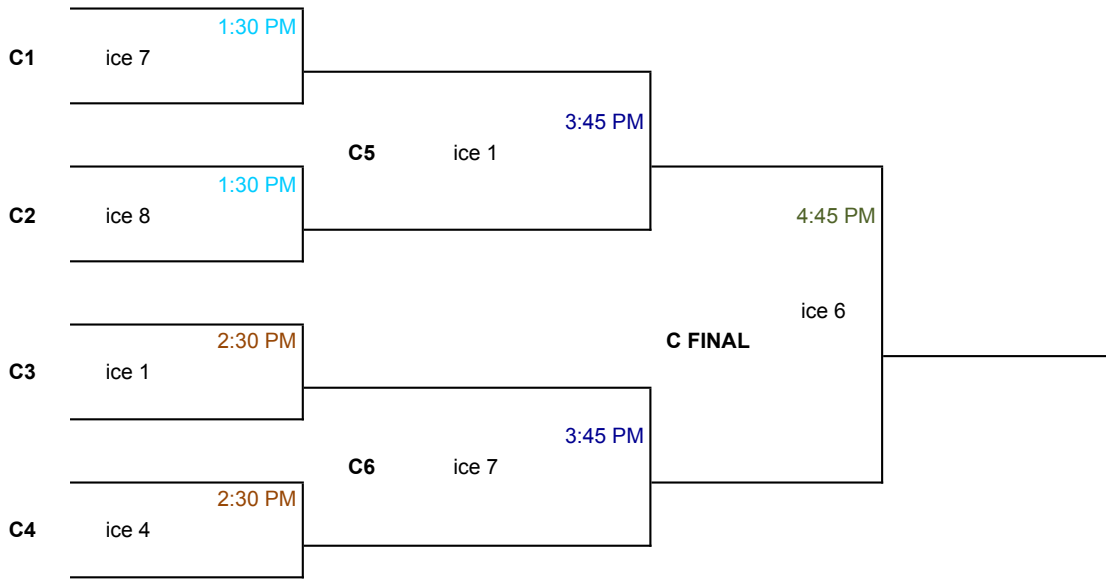 1:30 PM
C1 ice 7
3:45 PM
C5 ice 1
1:30 PM
C2 ice 8
4:45 PM
ice 6
C FINAL
2:30 PM
C3 ice 1
3:45 PM
C6 ice 7
2:30 PM
C4 ice 4